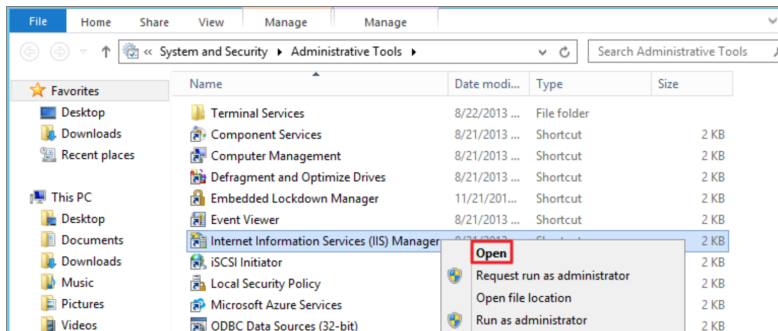 File Home Share View Manage Manage
« System and Security Administrative Tools Search Administrative Tools
Name Date modi... Type Size
Favorites
Desktop
Downloads
Recent places
This PC
Desktop
Documents
Downloads
Music
Pictures
Videos
Terminal Services 8/22/2013 ... File folder
Component Services 8/21/2013 ... Shortcut 2 KB
Computer Management 8/21/2013 ... Shortcut 2 KB
Defragment and Optimize Drives 8/21/2013 ... Shortcut 2 KB
Embedded Lockdown Manager 11/21/201... Shortcut 2 KB
Event Viewer 8/21/2013 ... Shortcut 2 KB
Internet Information Services (IIS) Manager 2 KB
iSCSI Initiator 2 KB
Local Security Policy 2 KB
Microsoft Azure Services 2 KB
ODBC Data Sources (32-bit) 2 KB
Open
Request run as administrator
Open file location
Run as administrator